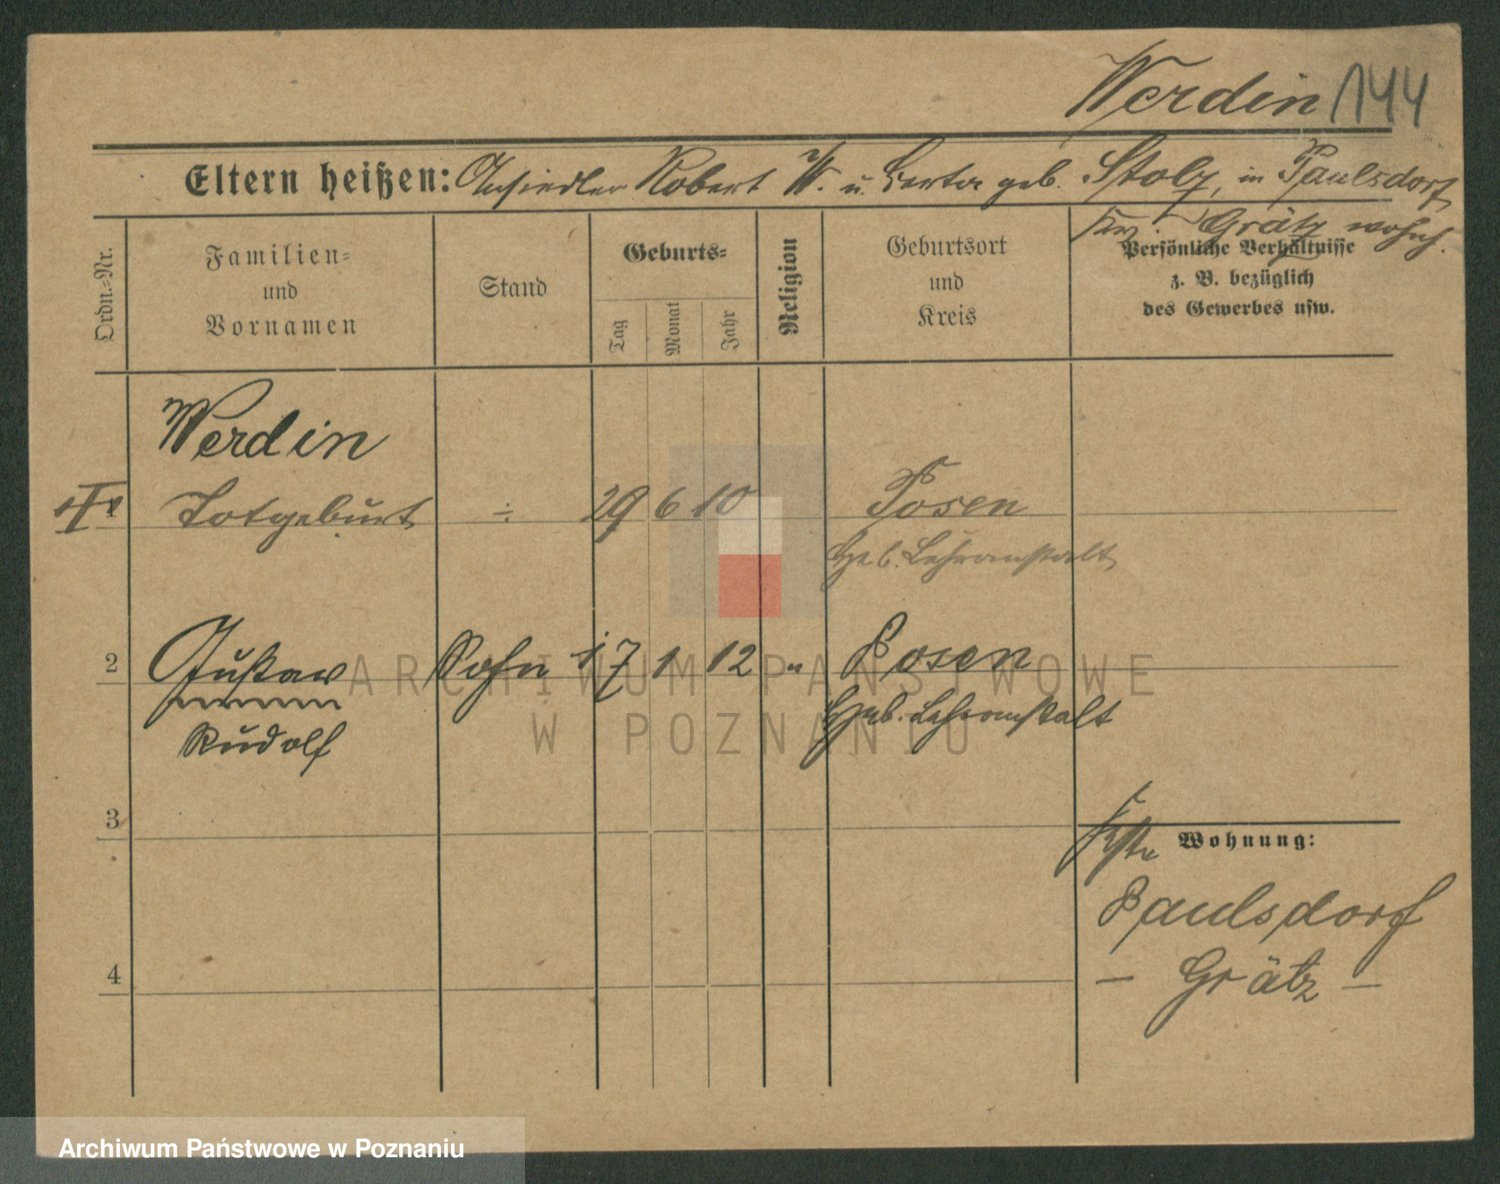 Werdin 144
Eltern heißen: Ansiedler Robert W. u. Berta geb. Stolz, in Paulsdorf
Krs. Grätz wohnh.
Ordn.-Nr.
Familien-
und
Vornamen
Stand
Geburts-
Tag
Monat
Jahr
Religion
Geburtsort
und
Kreis
Persönliche Verhältnisse
z. B. bezüglich
des Gewerbes usw.
Werdin
1 Totgeburt ÷ 29 6 10 Posen
Heb. Lehranstalt
2 Gustav Sohn 17 1 12 " Posen
Heb. Lehranstalt
Rudolf
3
Wohnung:
Paulsdorf
4
— Grätz —
ARCHIWUM PAŃSTWOWE
W POZNANIU
Archiwum Państwowe w Poznaniu